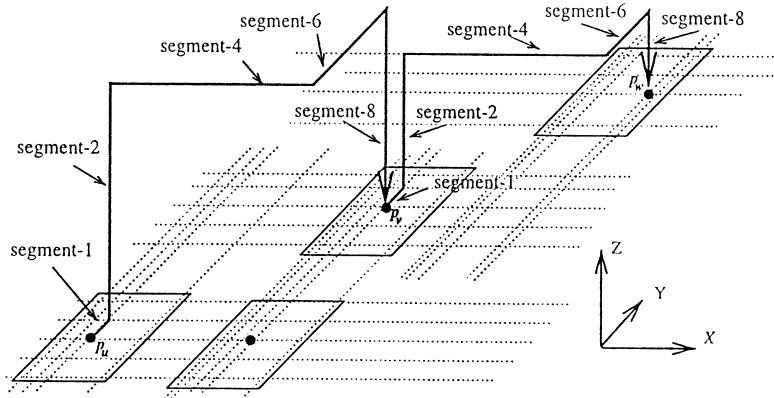 segment-6
segment-4
segment-4
segment-6
segment-8
p_w
segment-8
segment-2
segment-2
segment-1
p_v
segment-1
p_u
Z
Y
X